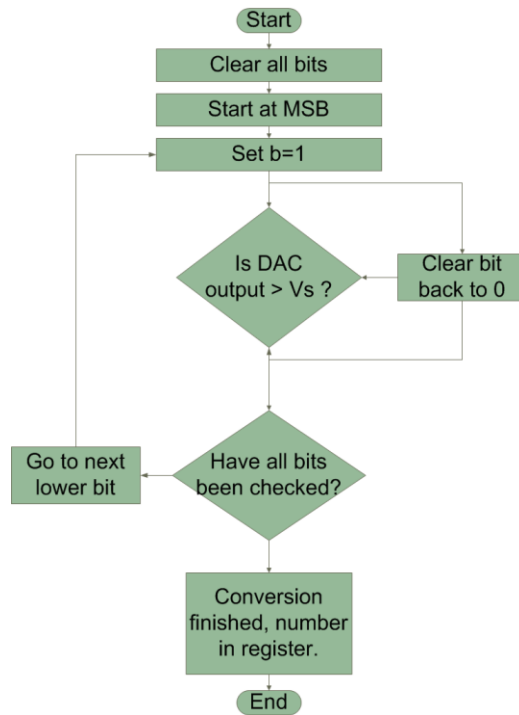 Start
Clear all bits
Start at MSB
Set b=1
Is DAC
output > Vs ?
Clear bit
back to 0
Go to next
lower bit
Have all bits
been checked?
Conversion
finished, number
in register.
End